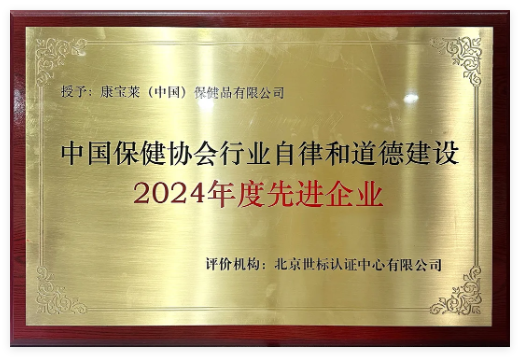 授予：康宝莱（中国）保健品有限公司
中国保健协会行业自律和道德建设
2024年度先进企业
评价机构：北京世标认证中心有限公司